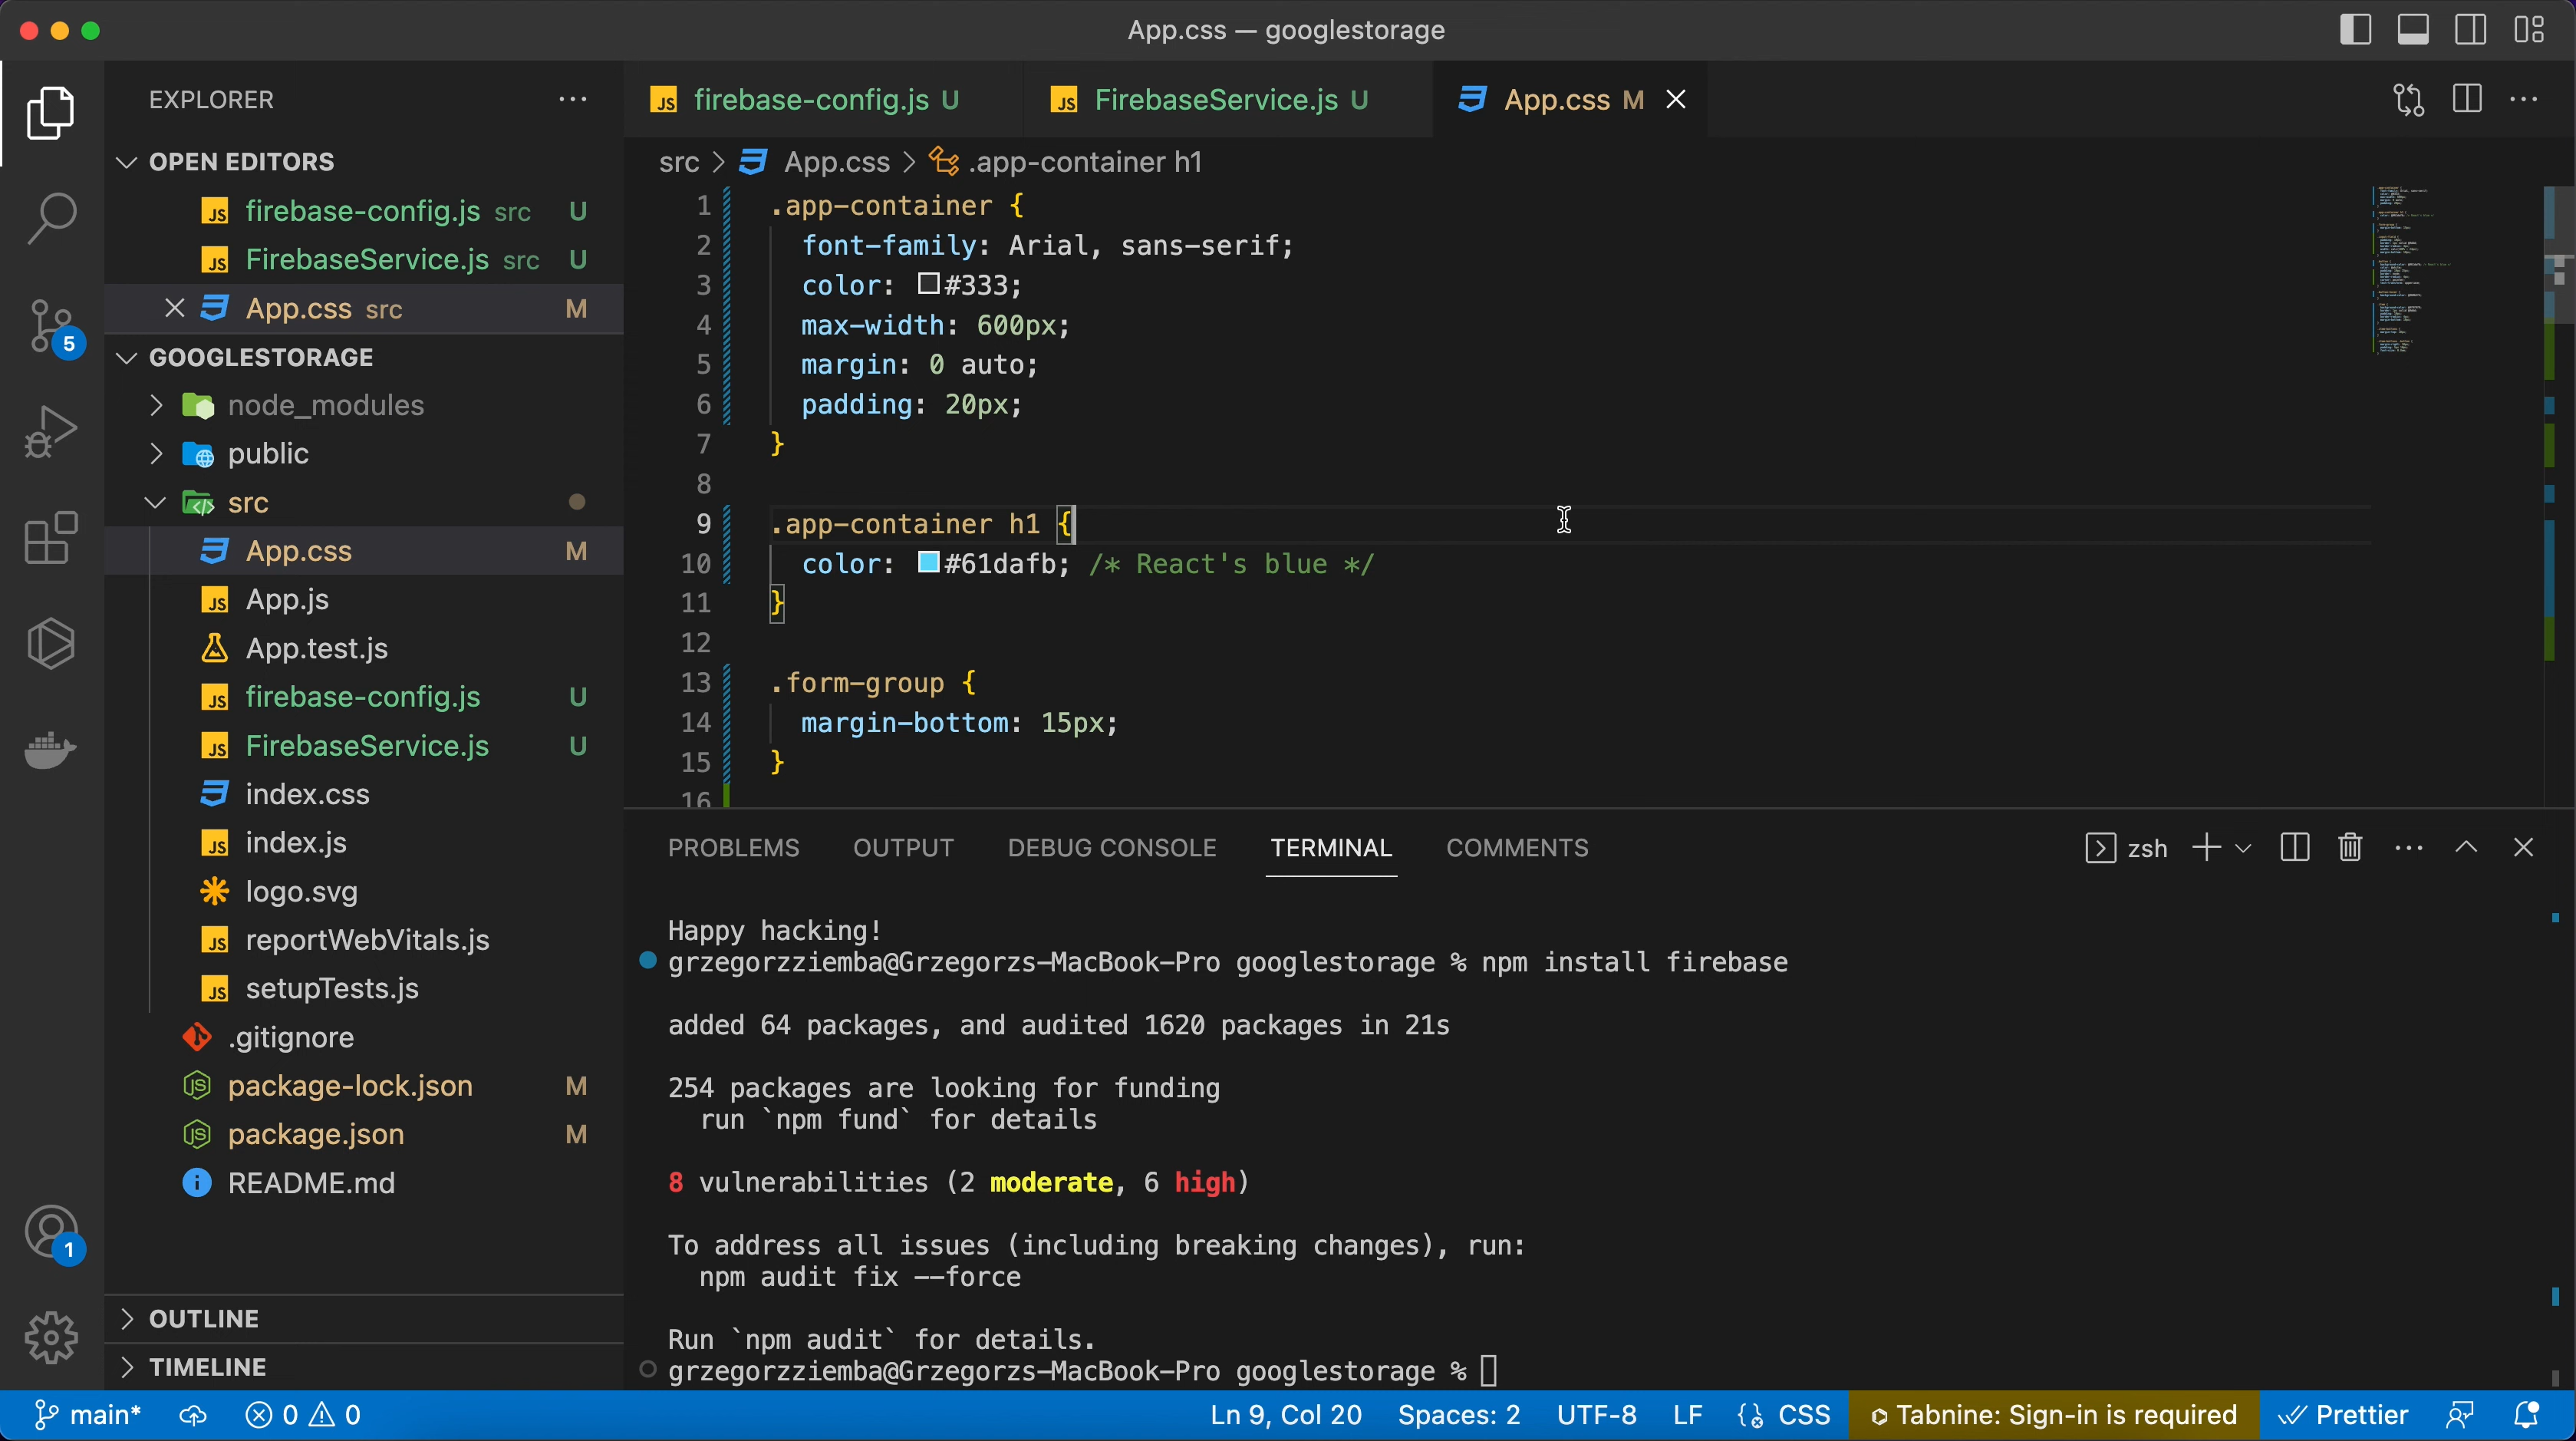 App.css — googlestorage
EXPLORER
OPEN EDITORS
firebase-config.js src U
FirebaseService.js src U
App.css src M
GOOGLESTORAGE
node_modules
public
src
App.css M
App.js
App.test.js
firebase-config.js U
FirebaseService.js U
index.css
index.js
logo.svg
reportWebVitals.js
setupTests.js
.gitignore
package-lock.json M
package.json M
README.md
OUTLINE
TIMELINE
5
1
firebase-config.js U
FirebaseService.js U
App.css M
src > App.css > .app-container h1
1 .app-container {
2 font-family: Arial, sans-serif;
3 color: #333;
4 max-width: 600px;
5 margin: 0 auto;
6 padding: 20px;
7 }
8
9 .app-container h1 {
10 color: #61dafb; /* React's blue */
11 }
12
13 .form-group {
14 margin-bottom: 15px;
15 }
16
PROBLEMS OUTPUT DEBUG CONSOLE TERMINAL COMMENTS
zsh
Happy hacking!
grzegorzziemba@Grzegorzs-MacBook-Pro googlestorage % npm install firebase
added 64 packages, and audited 1620 packages in 21s
254 packages are looking for funding
run `npm fund` for details
8 vulnerabilities (2 moderate, 6 high)
To address all issues (including breaking changes), run:
npm audit fix --force
Run `npm audit` for details.
grzegorzziemba@Grzegorzs-MacBook-Pro googlestorage %
main* 0 0 Ln 9, Col 20 Spaces: 2 UTF-8 LF CSS Tabnine: Sign-in is required Prettier